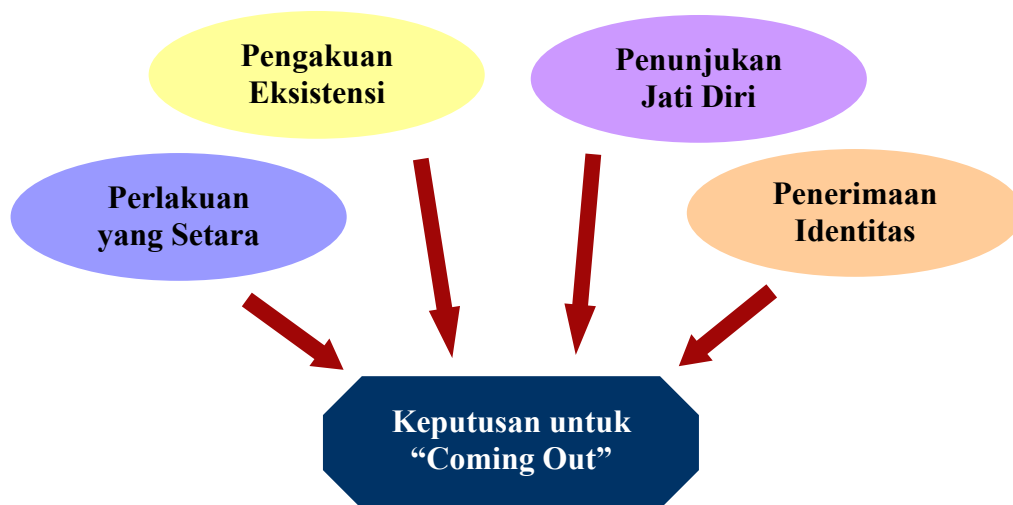 Pengakuan
Eksistensi
Penunjukan
Jati Diri
Perlakuan
yang Setara
Penerimaan
Identitas
Keputusan untuk
“Coming Out”